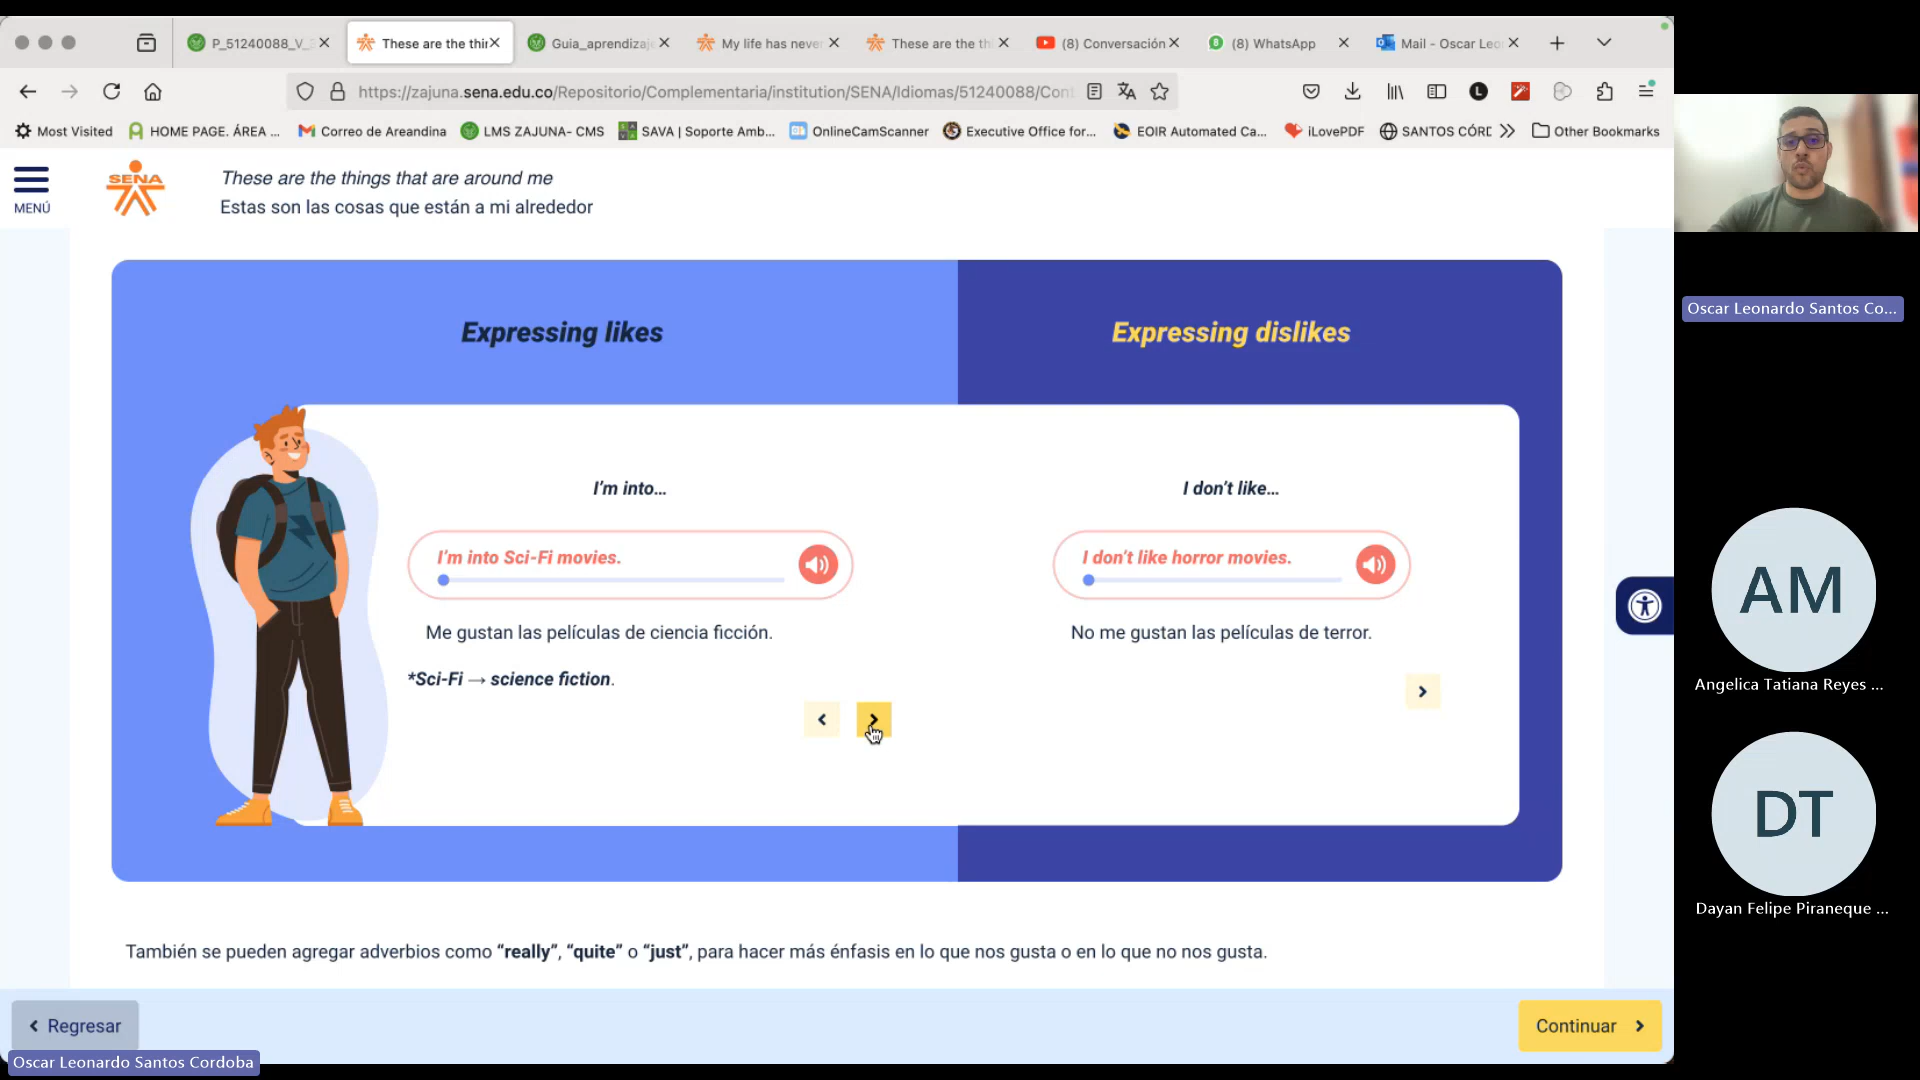 P_51240088_V_
These are the thin
Guia_aprendizaj
My life has never
These are the th
(8) Conversación
(8) WhatsApp
Mail - Oscar Leo
https://zajuna.sena.edu.co/Repositorio/Complementaria/institution/SENA/Idiomas/51240088/Con
Most Visited
HOME PAGE. ÁREA ...
Correo de Areandina
LMS ZAJUNA- CMS
SAVA | Soporte Amb...
OnlineCamScanner
Executive Office for...
EOIR Automated Ca...
iLovePDF
SANTOS CÓRD
Other Bookmarks
MENÚ
SENA
These are the things that are around me
Estas son las cosas que están a mi alrededor
Expressing likes
Expressing dislikes
I'm into...
I don't like...
I'm into Sci-Fi movies.
I don't like horror movies.
Me gustan las películas de ciencia ficción.
No me gustan las películas de terror.
*Sci-Fi → science fiction.
También se pueden agregar adverbios como “really”, “quite” o “just”, para hacer más énfasis en lo que nos gusta o en lo que no nos gusta.
Regresar
Continuar
Oscar Leonardo Santos Cordoba
Oscar Leonardo Santos Co...
AM
Angelica Tatiana Reyes ...
DT
Dayan Felipe Piraneque ...